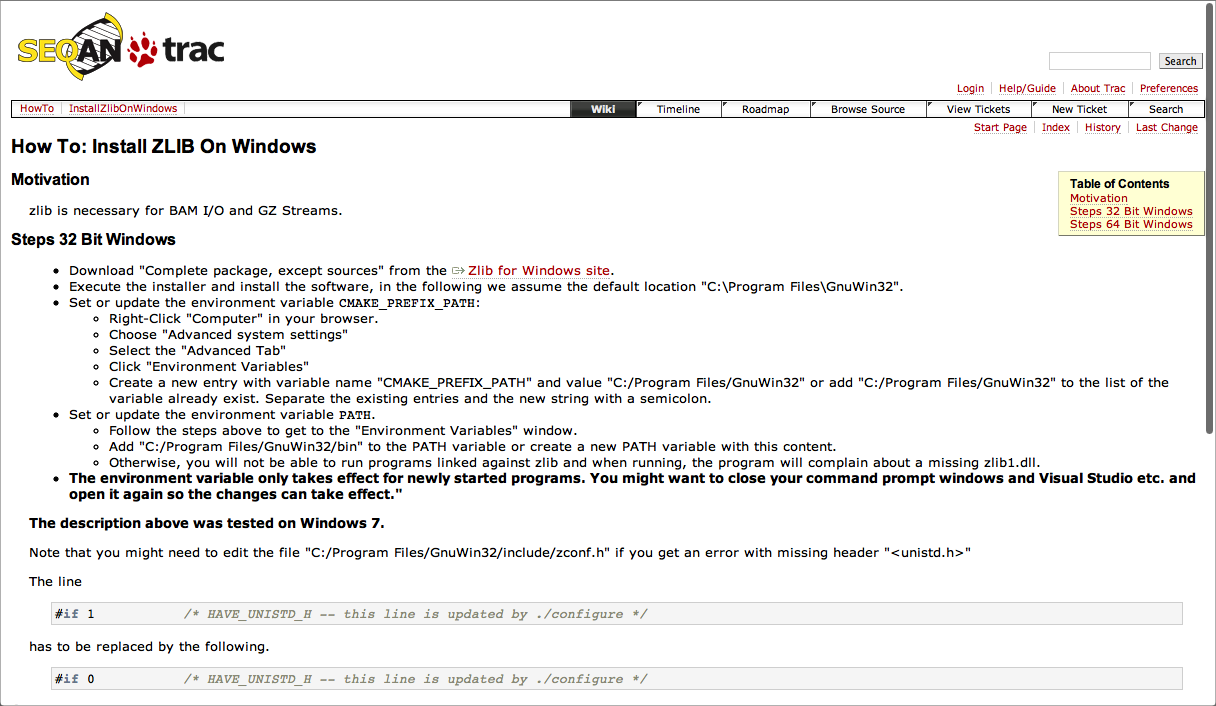 SEQAN trac
Search
Login Help/Guide About Trac Preferences
HowTo InstallZlibOnWindows Wiki Timeline Roadmap Browse Source View Tickets New Ticket Search
Start Page Index History Last Change
How To: Install ZLIB On Windows
Table of Contents
Motivation
Steps 32 Bit Windows
Steps 64 Bit Windows
Motivation
zlib is necessary for BAM I/O and GZ Streams.
Steps 32 Bit Windows
Download "Complete package, except sources" from the Zlib for Windows site.
Execute the installer and install the software, in the following we assume the default location "C:\Program Files\GnuWin32".
Set or update the environment variable CMAKE_PREFIX_PATH:
Right-Click "Computer" in your browser.
Choose "Advanced system settings"
Select the "Advanced Tab"
Click "Environment Variables"
Create a new entry with variable name "CMAKE_PREFIX_PATH" and value "C:/Program Files/GnuWin32" or add "C:/Program Files/GnuWin32" to the list of the
variable already exist. Separate the existing entries and the new string with a semicolon.
Set or update the environment variable PATH.
Follow the steps above to get to the "Environment Variables" window.
Add "C:/Program Files/GnuWin32/bin" to the PATH variable or create a new PATH variable with this content.
Otherwise, you will not be able to run programs linked against zlib and when running, the program will complain about a missing zlib1.dll.
The environment variable only takes effect for newly started programs. You might want to close your command prompt windows and Visual Studio etc. and
open it again so the changes can take effect."
The description above was tested on Windows 7.
Note that you might need to edit the file "C:/Program Files/GnuWin32/include/zconf.h" if you get an error with missing header "<unistd.h>"
The line
#if 1 /* HAVE_UNISTD_H -- this line is updated by ./configure */
has to be replaced by the following.
#if 0 /* HAVE_UNISTD_H -- this line is updated by ./configure */